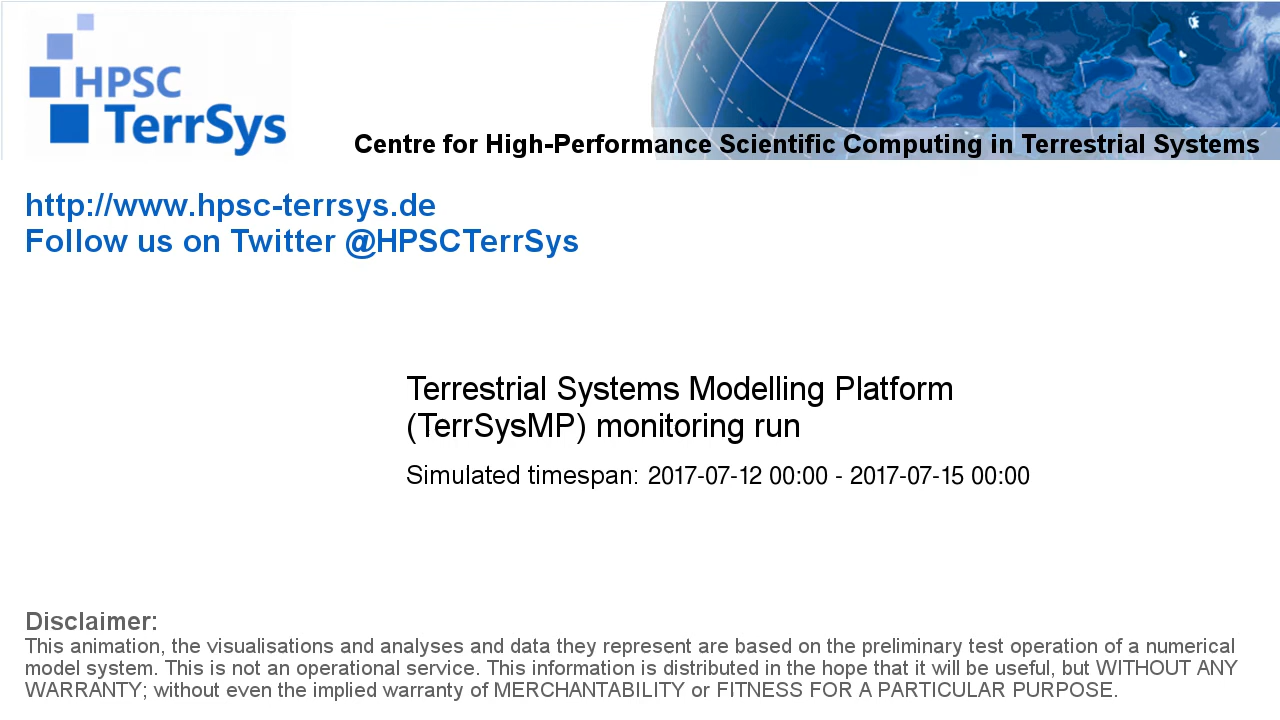 HPSC
TerrSys
Centre for High-Performance Scientific Computing in Terrestrial Systems
http://www.hpsc-terrsys.de
Follow us on Twitter @HPSCTerrSys
Terrestrial Systems Modelling Platform
(TerrSysMP) monitoring run
Simulated timespan: 2017-07-12 00:00 - 2017-07-15 00:00
Disclaimer:
This animation, the visualisations and analyses and data they represent are based on the preliminary test operation of a numerical
model system. This is not an operational service. This information is distributed in the hope that it will be useful, but WITHOUT ANY
WARRANTY; without even the implied warranty of MERCHANTABILITY or FITNESS FOR A PARTICULAR PURPOSE.